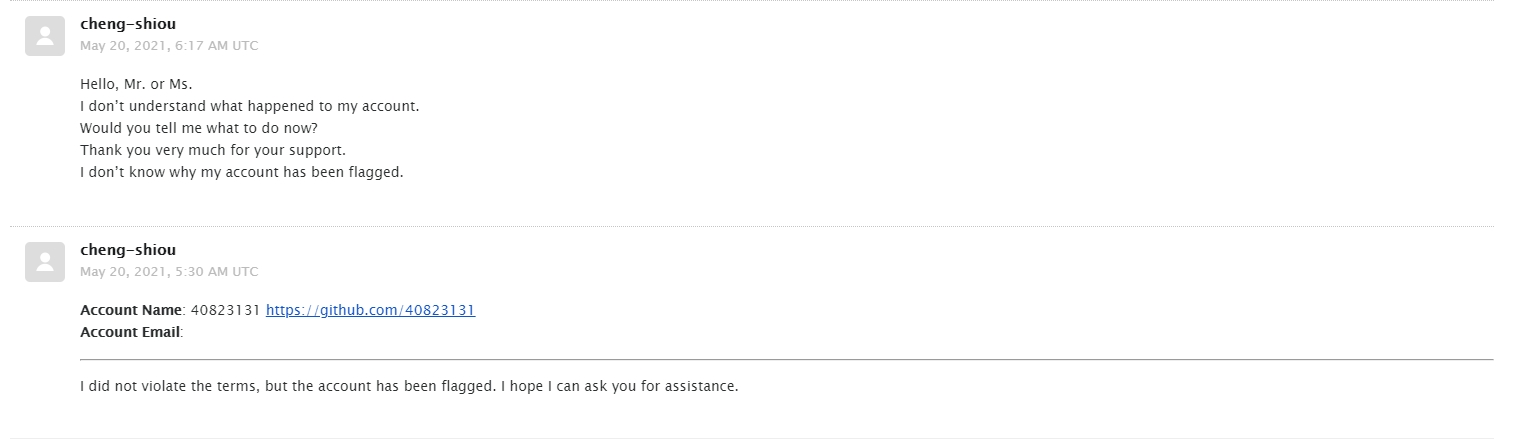 cheng-shiou
May 20, 2021, 6:17 AM UTC
Hello, Mr. or Ms.
I don't understand what happened to my account.
Would you tell me what to do now?
Thank you very much for your support.
I don't know why my account has been flagged.
cheng-shiou
May 20, 2021, 5:30 AM UTC
Account Name: 40823131 https://github.com/40823131
Account Email:
I did not violate the terms, but the account has been flagged. I hope I can ask you for assistance.